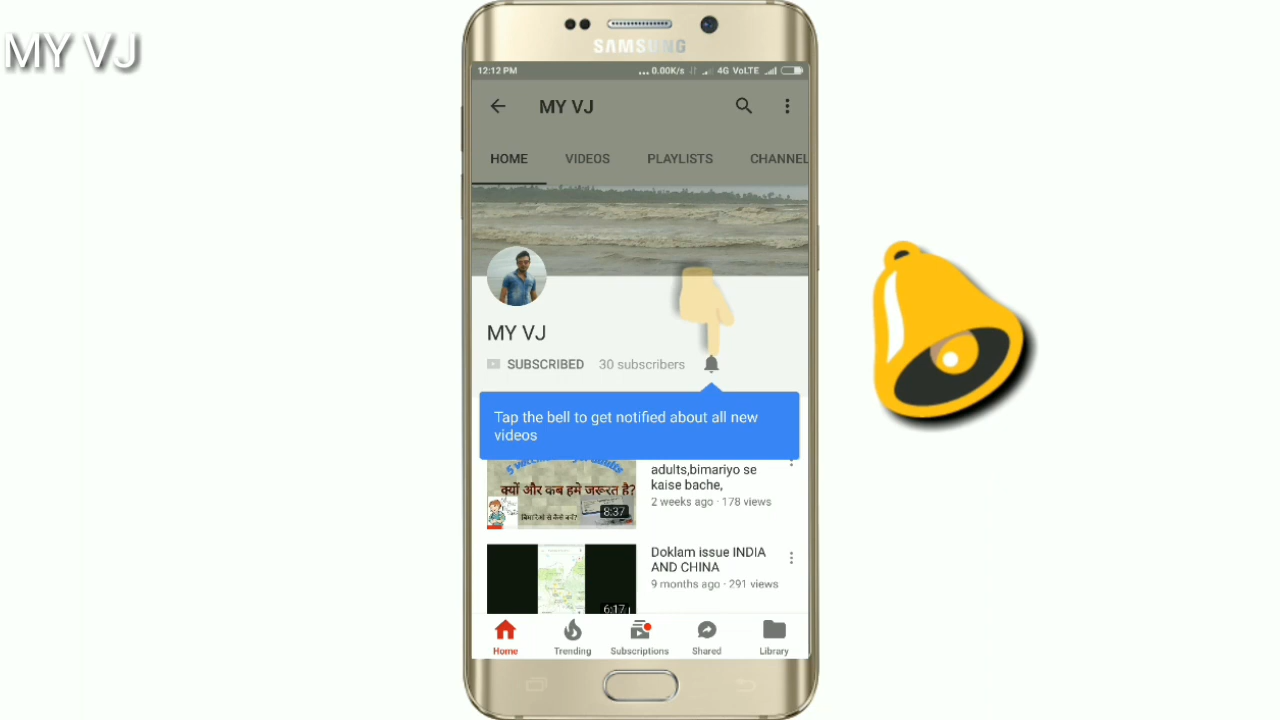 MY VJ
SAMSUNG
12:12 PM ... 0.00K/s 4G VoLTE
MY VJ
HOME VIDEOS PLAYLISTS CHANNEL
MY VJ
SUBSCRIBED 30 subscribers
Tap the bell to get notified about all new
videos
adults,bimariyo se
kaise bache,
2 weeks ago · 178 views
क्यों और कब हमे जरूरत है?
8:37
Doklam issue INDIA
AND CHINA
9 months ago · 291 views
6:17
Home Trending Subscriptions Shared Library